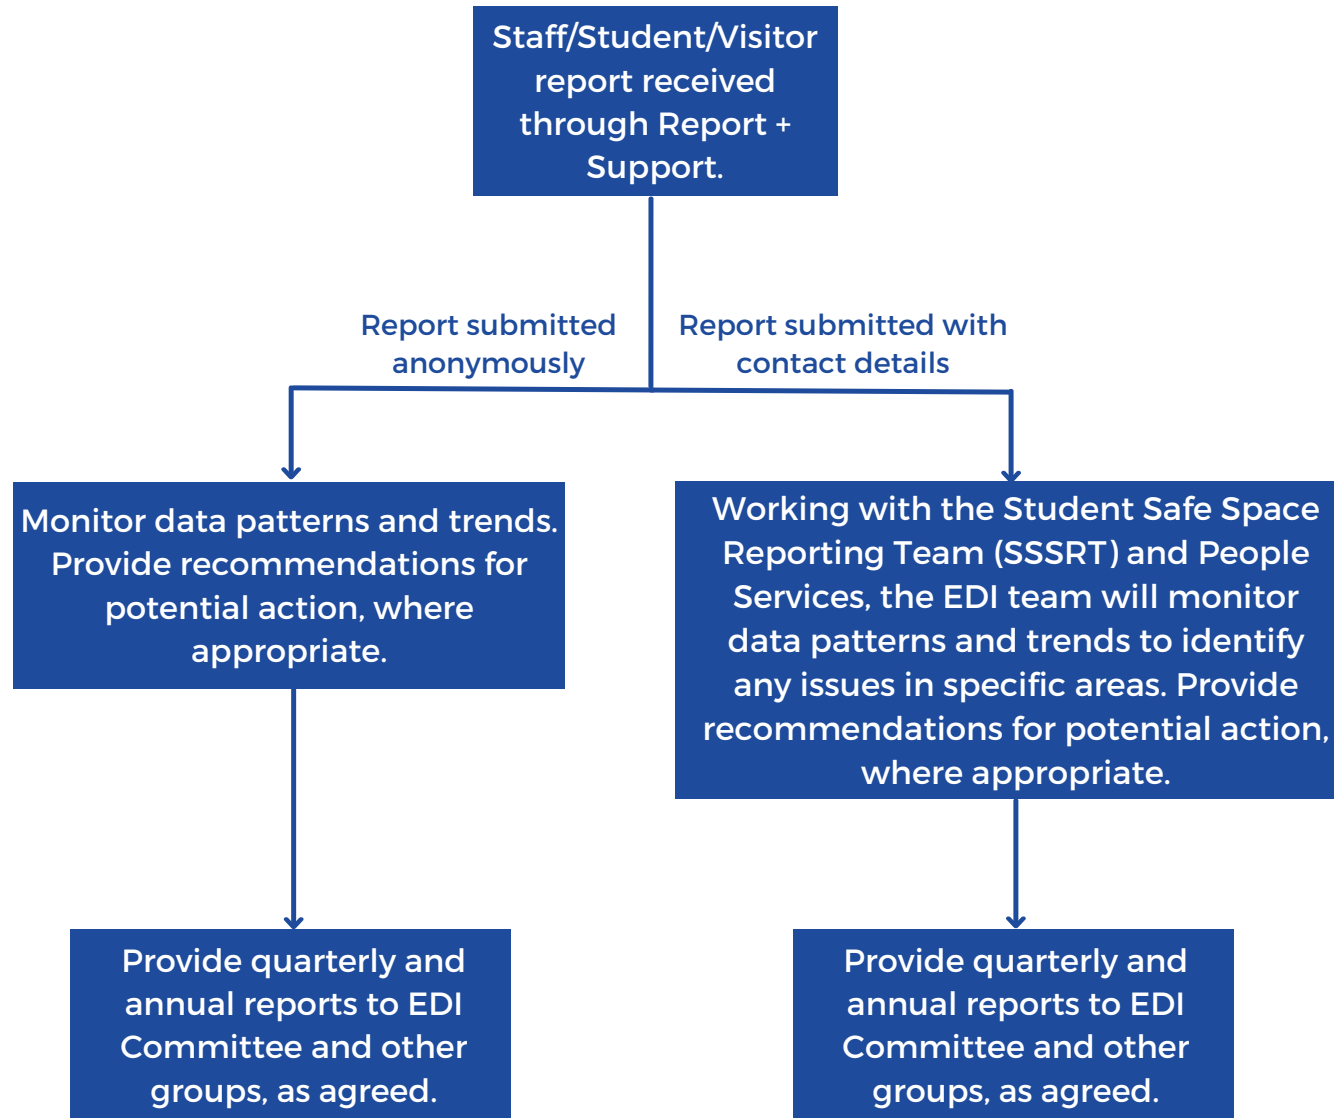 Staff/Student/Visitor
report received
through Report +
Support.
Report submitted
anonymously
Report submitted with
contact details
Monitor data patterns and trends.
Provide recommendations for
potential action, where
appropriate.
Working with the Student Safe Space
Reporting Team (SSSRT) and People
Services, the EDI team will monitor
data patterns and trends to identify
any issues in specific areas. Provide
recommendations for potential action,
where appropriate.
Provide quarterly and
annual reports to EDI
Committee and other
groups, as agreed.
Provide quarterly and
annual reports to EDI
Committee and other
groups, as agreed.